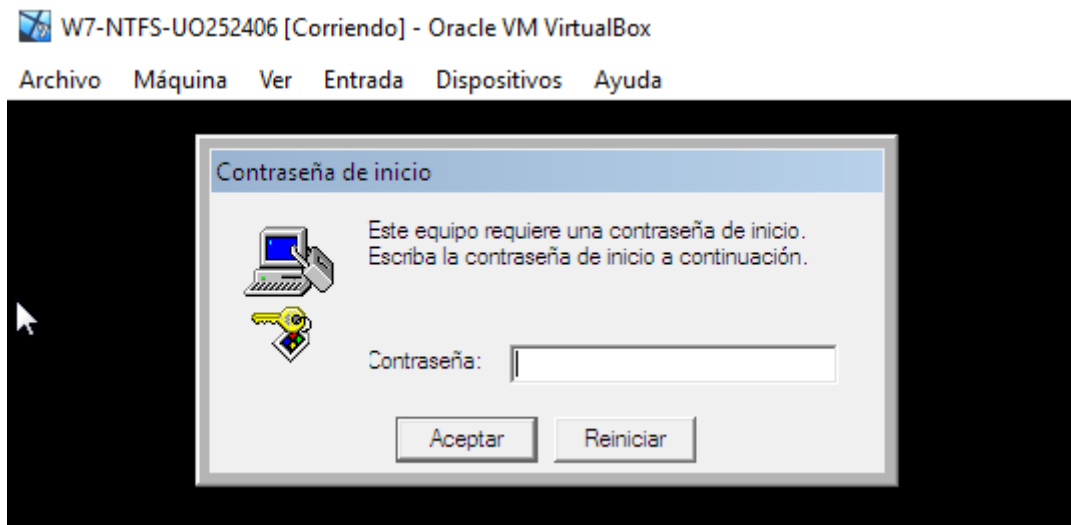 W7-NTFS-UO252406 [Corriendo] - Oracle VM VirtualBox
Archivo Máquina Ver Entrada Dispositivos Ayuda
Contraseña de inicio
Este equipo requiere una contraseña de inicio.
Escriba la contraseña de inicio a continuación.
Contraseña:
Aceptar Reiniciar